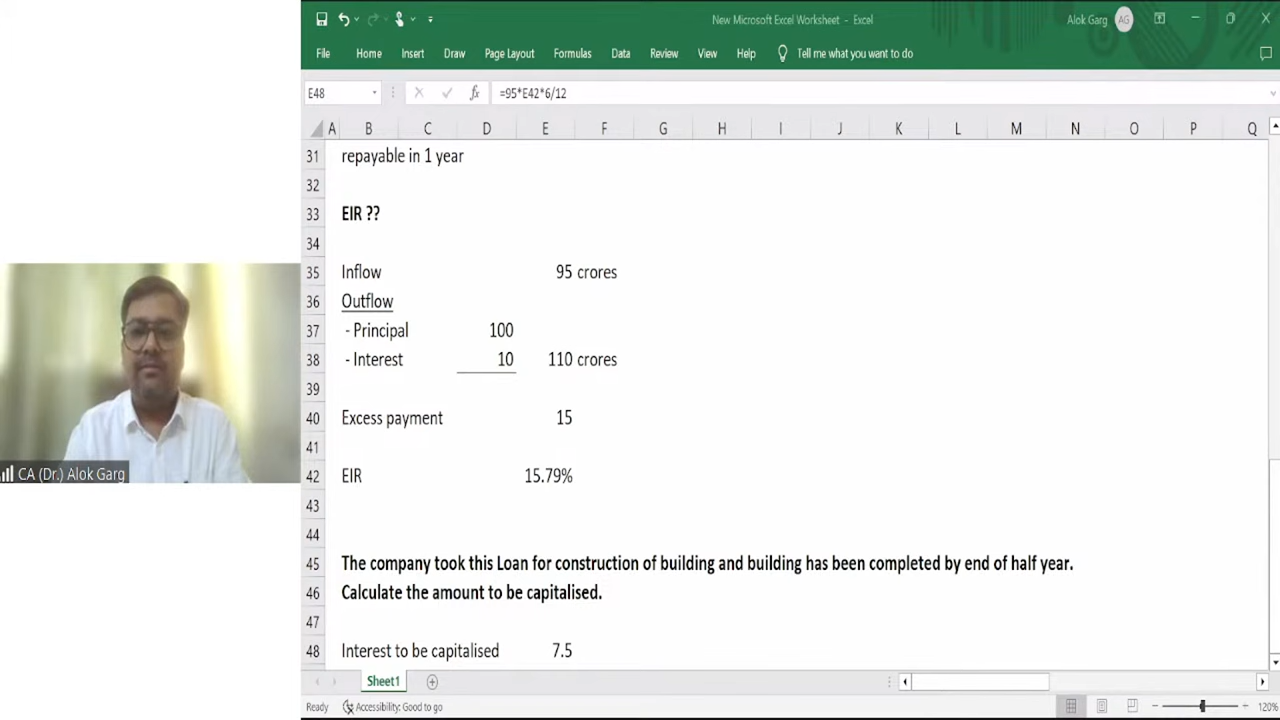 New Microsoft Excel Worksheet - Excel
Alok Garg AG
File Home Insert Draw Page Layout Formulas Data Review View Help Tell me what you want to do
E48 fx =95*E42*6/12
A B C D E F G H I J K L M N O P Q
31 repayable in 1 year
32
33 EIR ??
34
35 Inflow 95 crores
36 Outflow
37 - Principal 100
38 - Interest 10 110 crores
39
40 Excess payment 15
41
42 EIR 15.79%
43
44
45 The company took this Loan for construction of building and building has been completed by end of half year.
46 Calculate the amount to be capitalised.
47
48 Interest to be capitalised 7.5
CA (Dr.) Alok Garg
Sheet1
Ready Accessibility: Good to go 120%